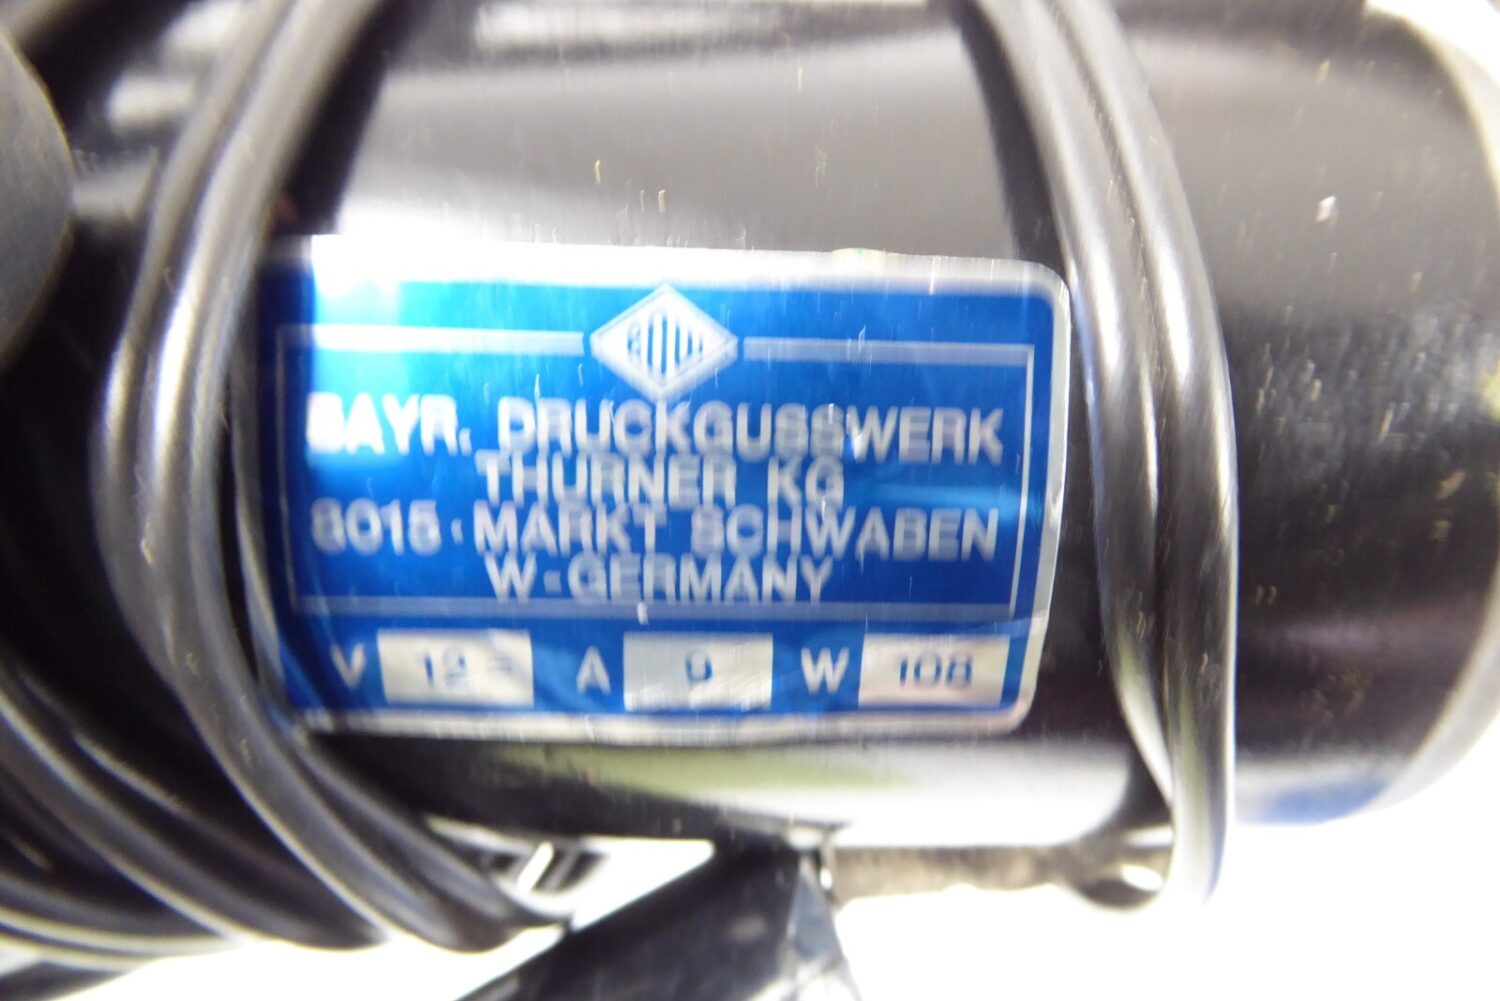 BAYR. DRUCKGUSSWERK
THURNER KG
8015 · MARKT SCHWABEN
W-GERMANY
V 12 = A 9 W 108